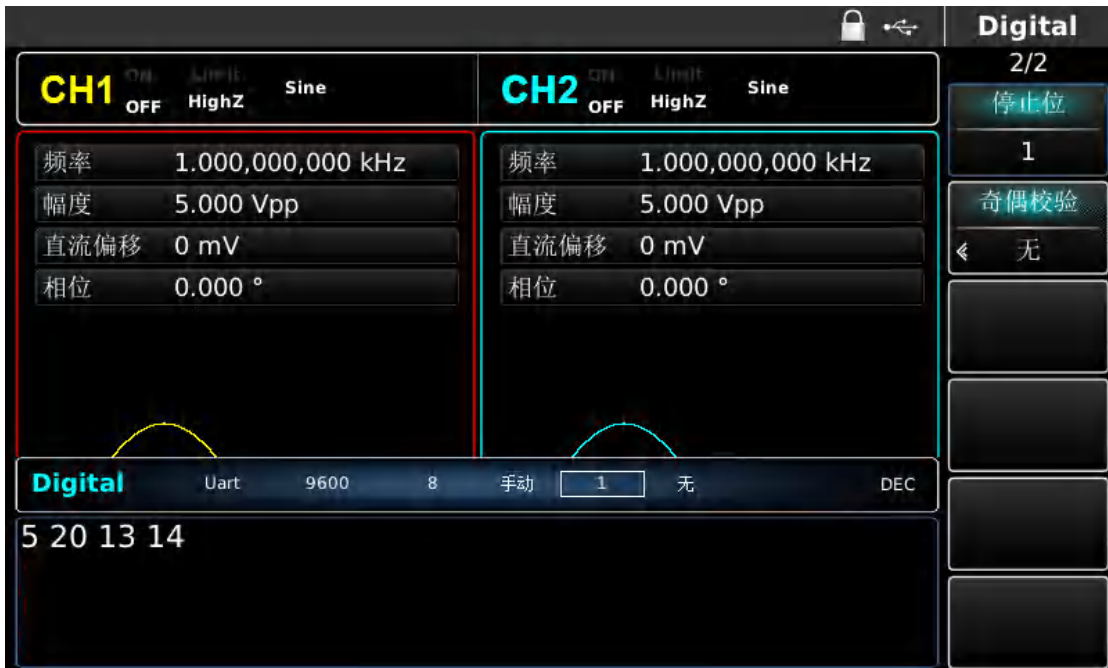 Digital
2/2
停止位
1
奇偶校验
无
CH1 ON OFF Limit HighZ Sine
CH2 ON OFF Limit HighZ Sine
频率 1.000,000,000 kHz
幅度 5.000 Vpp
直流偏移 0 mV
相位 0.000 °
频率 1.000,000,000 kHz
幅度 5.000 Vpp
直流偏移 0 mV
相位 0.000 °
Digital Uart 9600 8 手动 1 无 DEC
5 20 13 14